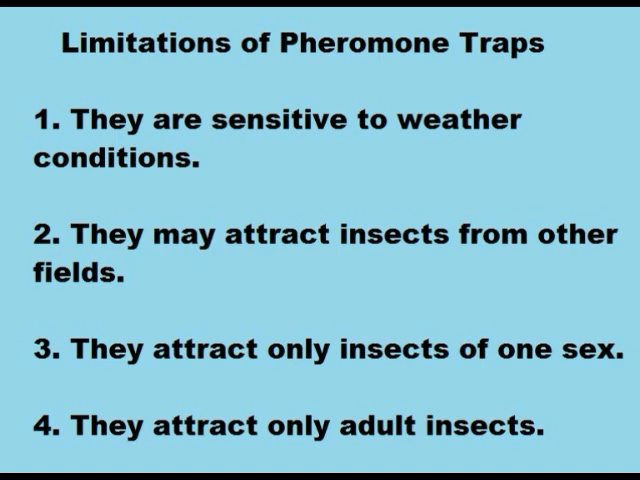 Limitations of Pheromone Traps
1. They are sensitive to weather
conditions.
2. They may attract insects from other
fields.
3. They attract only insects of one sex.
4. They attract only adult insects.